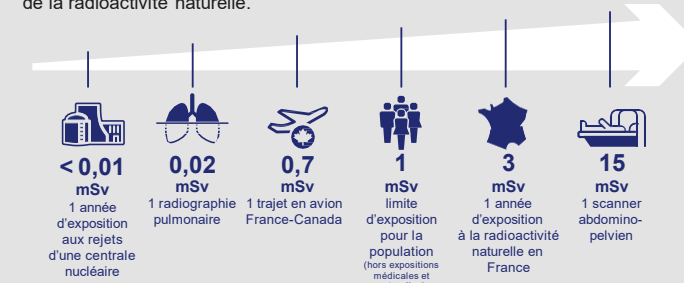 de la radioactivité naturelle.
< 0,01
mSv
1 année
d'exposition
aux rejets
d'une centrale
nucléaire
0,02
mSv
1 radiographie
pulmonaire
0,7
mSv
1 trajet en avion
France-Canada
1
mSv
limite
d'exposition
pour la
population
(hors expositions
médicales et
3
mSv
1 année
d'exposition
à la radioactivité
naturelle en
France
15
mSv
1 scanner
abdomino-
pelvien